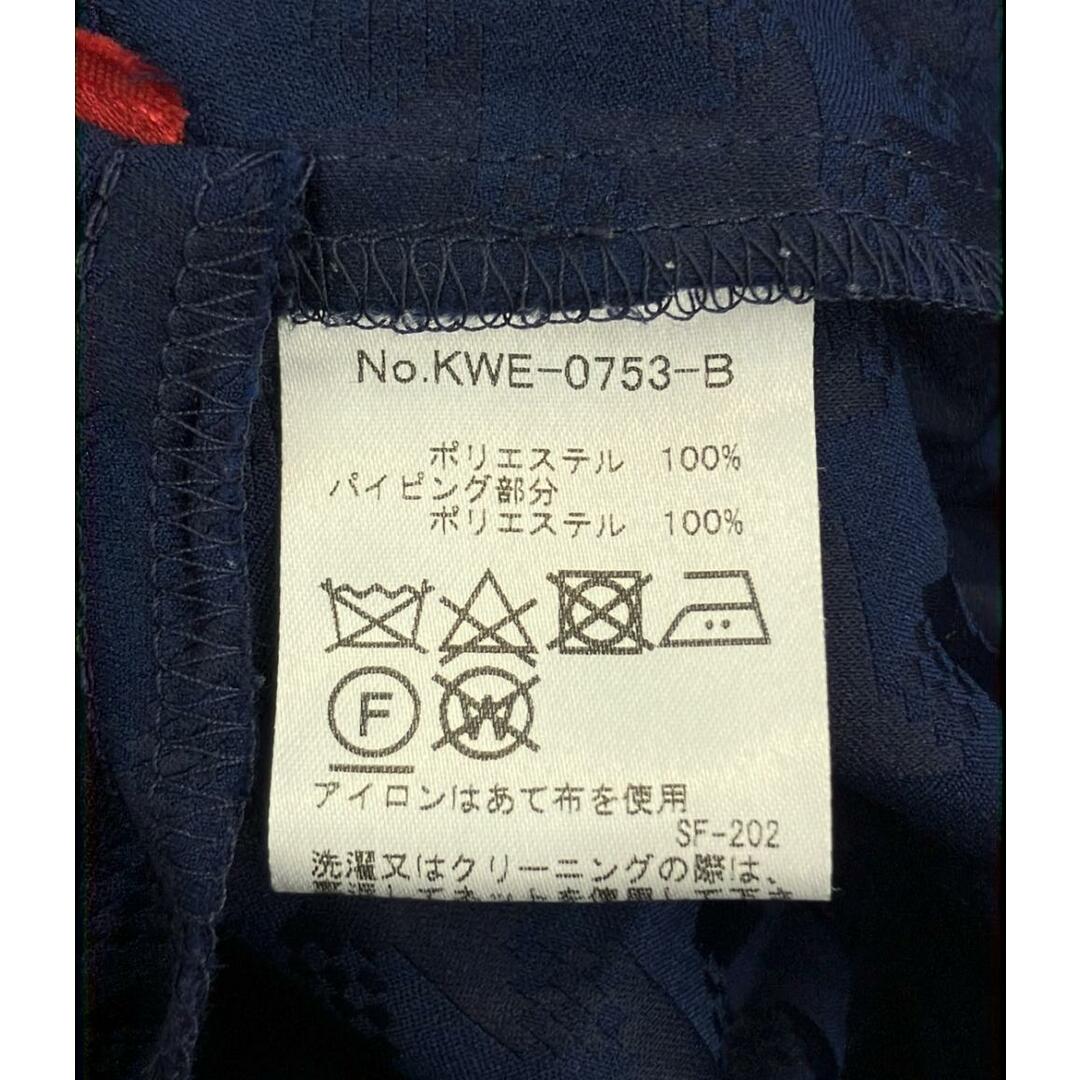 No.KWE-0753-B
ポリエステル 100%
パイピング部分
ポリエステル 100%
F
W
アイロンはあて布を使用
SF-202
洗濯又はクリーニングの際は、